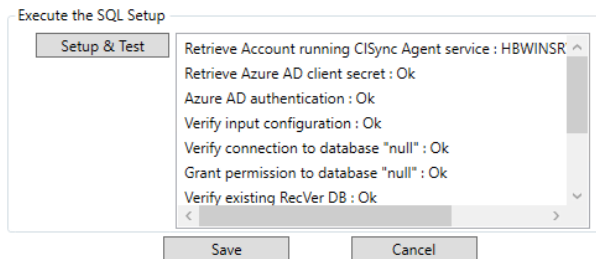 Execute the SQL Setup
Setup & Test
Retrieve Account running CISync Agent service : HBWINSR
Retrieve Azure AD client secret : Ok
Azure AD authentication : Ok
Verify input configuration : Ok
Verify connection to database "null" : Ok
Grant permission to database "null" : Ok
Verify existing RecVer DB : Ok
Save Cancel